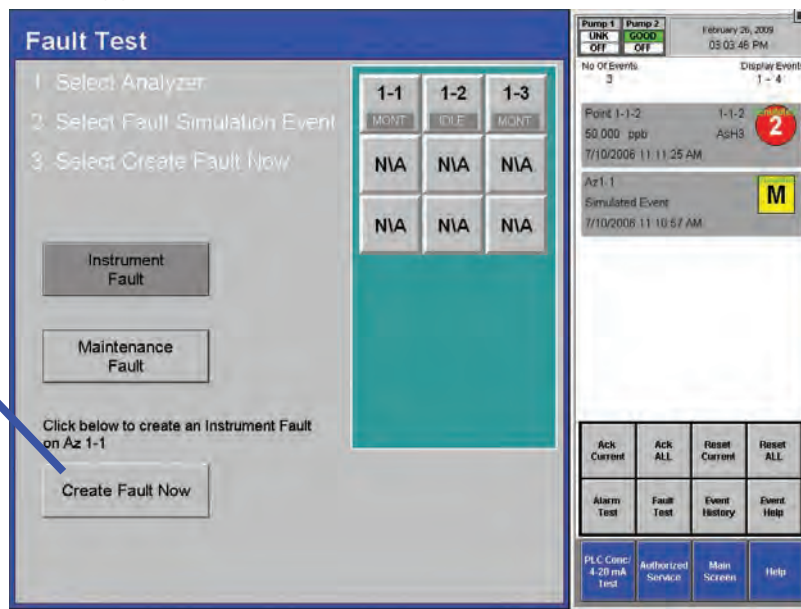 Fault Test
1. Select Analyzer
2. Select Fault Simulation Event
3. Select Create Fault Now
1-1 1-2 1-3
MONT IDLE MONT
N\A N\A N\A
N\A N\A N\A
Instrument
Fault
Maintenance
Fault
Click below to create an Instrument Fault
on Az 1-1
Create Fault Now
Pump 1 Pump 2
UNK GOOD
OFF OFF
February 26, 2009
03:03:46 PM
No Of Events
3
Display Events
1 - 4
Point 1-1-2 1-1-2
50.000 ppb AsH3
7/10/2006 11:11:25 AM
2
Az1-1
Simulated Event
7/10/2006 11:10:57 AM
M
Ack
Current
Ack
ALL
Reset
Current
Reset
ALL
Alarm
Test
Fault
Test
Event
History
Event
Help
PLC Conc/
4-20 mA
Test
Authorized
Service
Main
Screen
Help